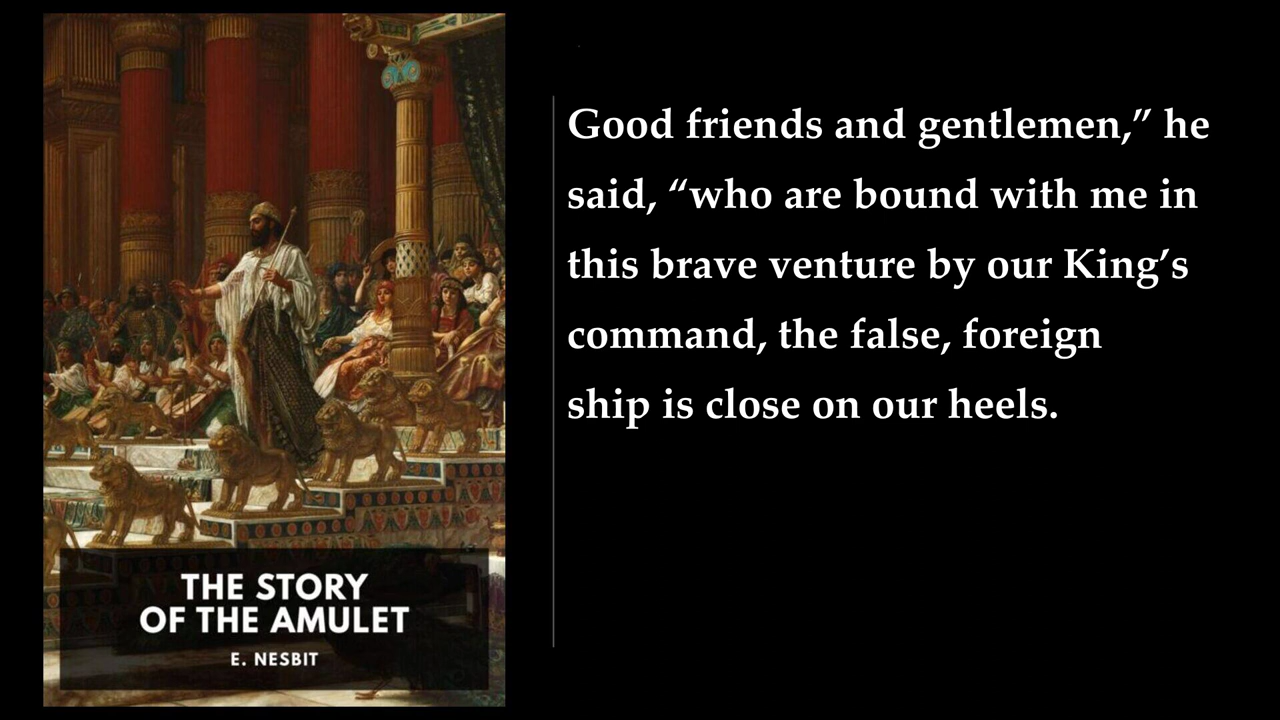 Good friends and gentlemen,” he
said, “who are bound with me in
this brave venture by our King’s
command, the false, foreign
ship is close on our heels.
THE STORY
OF THE AMULET
E. NESBIT